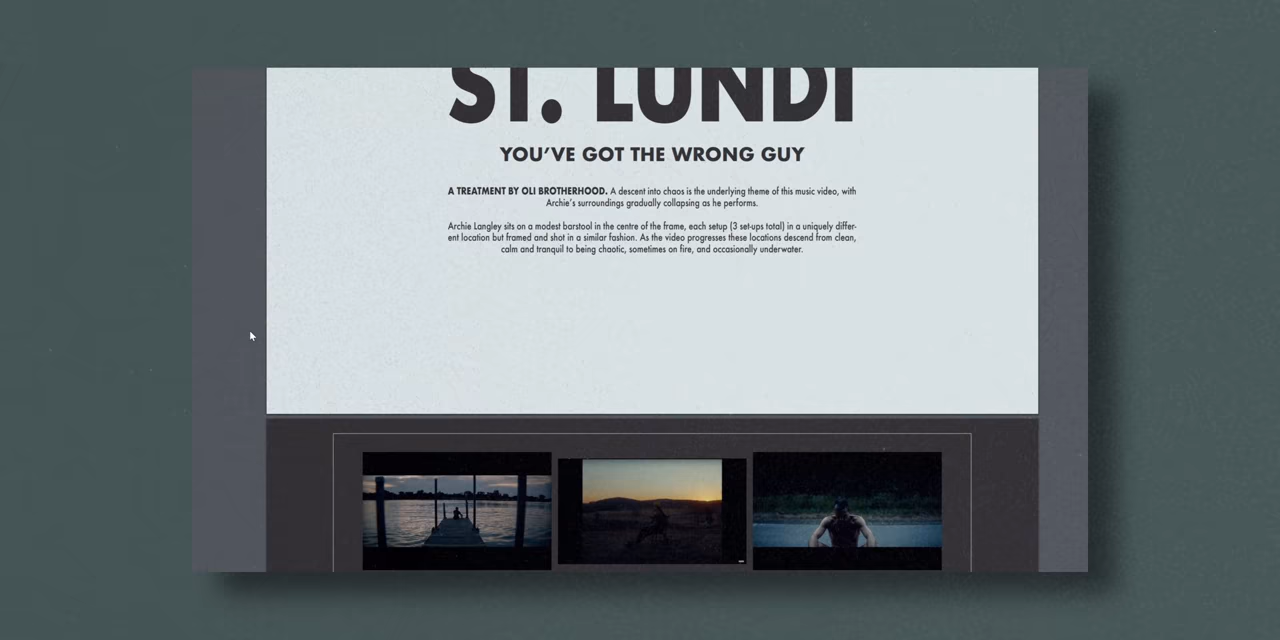 ST. LUNDI
YOU'VE GOT THE WRONG GUY
A TREATMENT BY OLI BROTHERHOOD. A descent into chaos is the underlying theme of this music video, with
Archie's surroundings gradually collapsing as he performs.
Archie Langley sits on a modest barstool in the centre of the frame, each setup (3 set-ups total) in a uniquely differ-
ent location but framed and shot in a similar fashion. As the video progresses these locations descend from clean,
calm and tranquil to being chaotic, sometimes on fire, and occasionally underwater.